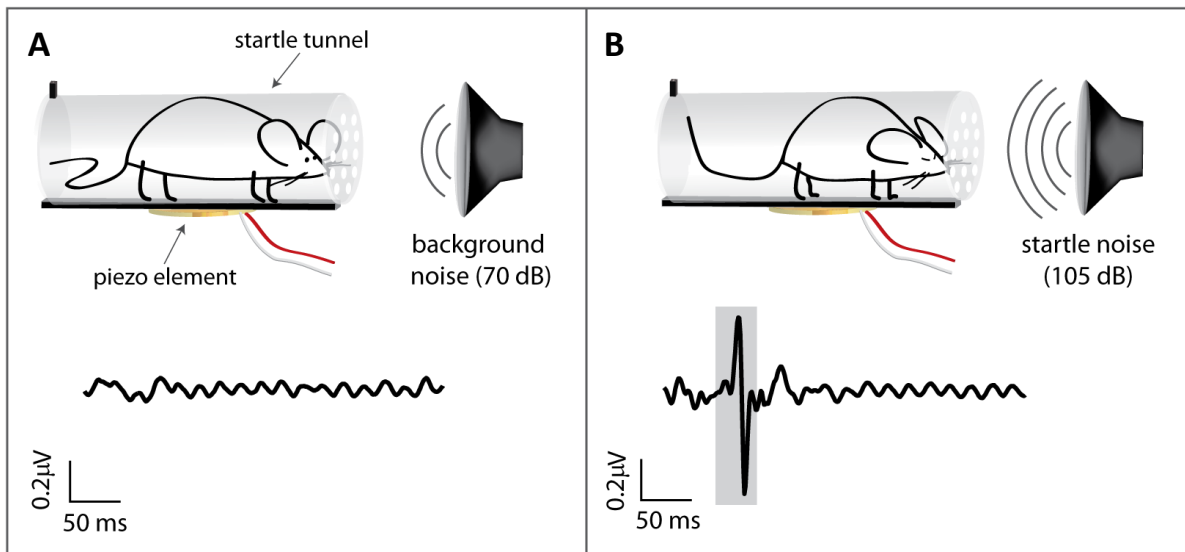 A
startle tunnel
piezo element
background
noise (70 dB)
0.2µV
50 ms
B
startle noise
(105 dB)
0.2µV
50 ms